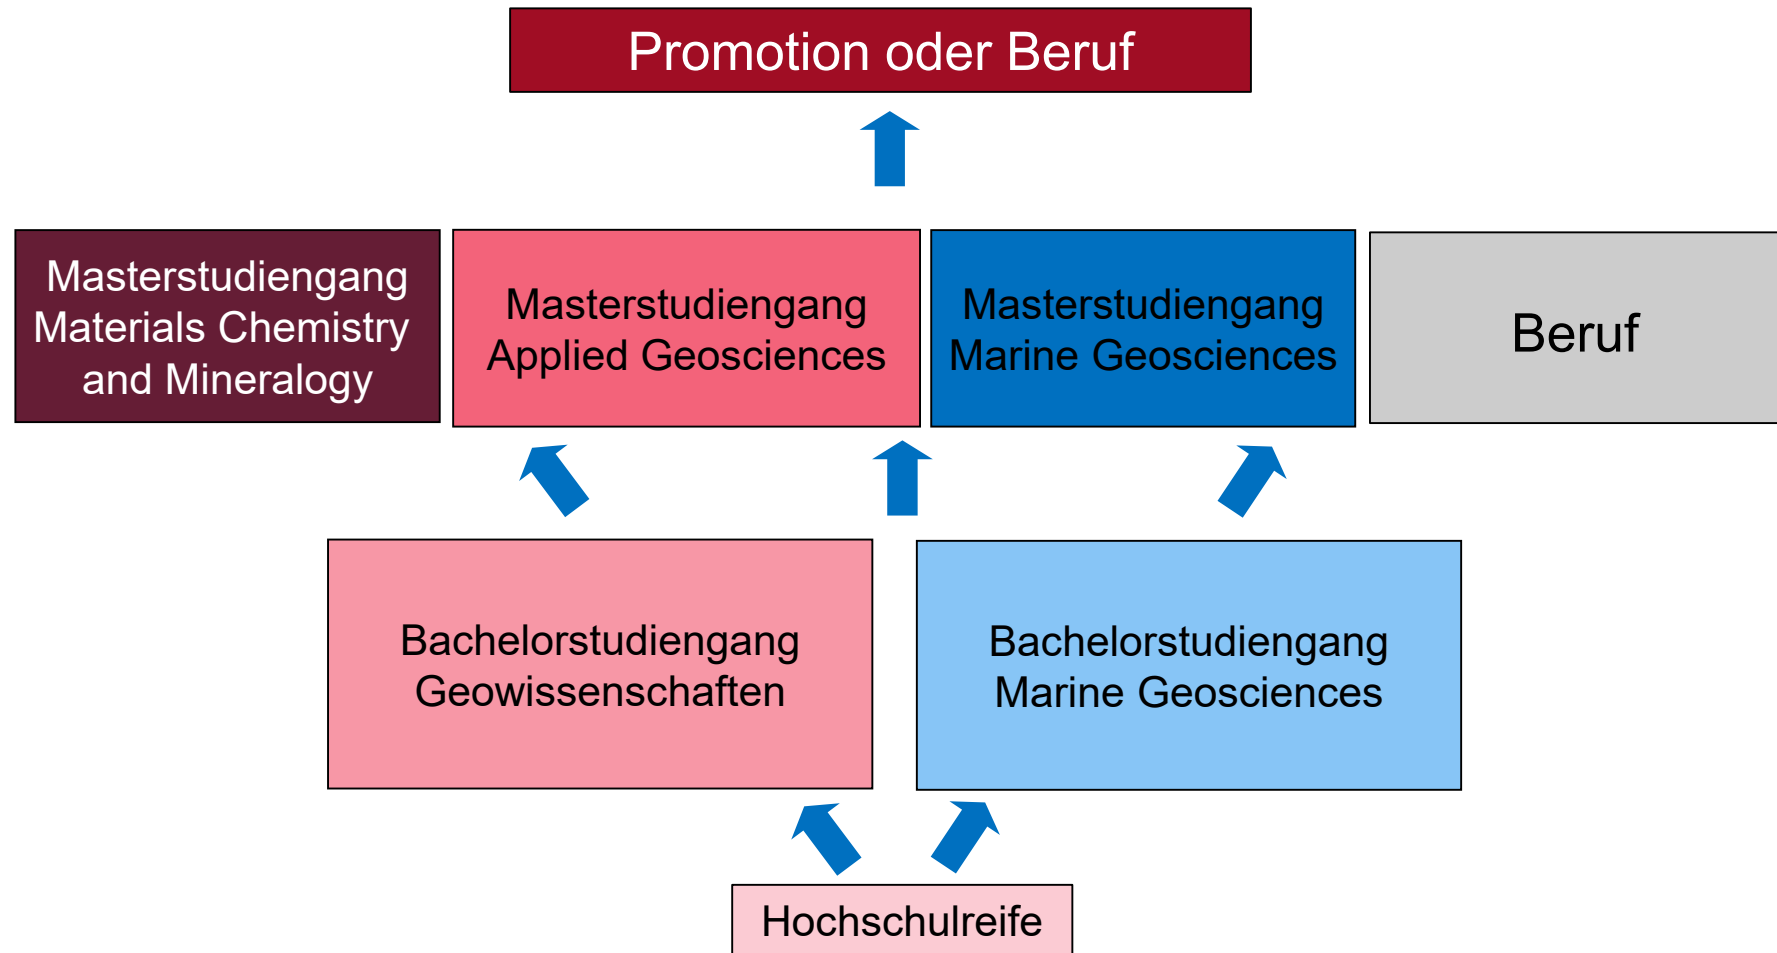 Promotion oder Beruf
Masterstudiengang
Materials Chemistry
and Mineralogy
Masterstudiengang
Applied Geosciences
Masterstudiengang
Marine Geosciences
Beruf
Bachelorstudiengang
Geowissenschaften
Bachelorstudiengang
Marine Geosciences
Hochschulreife